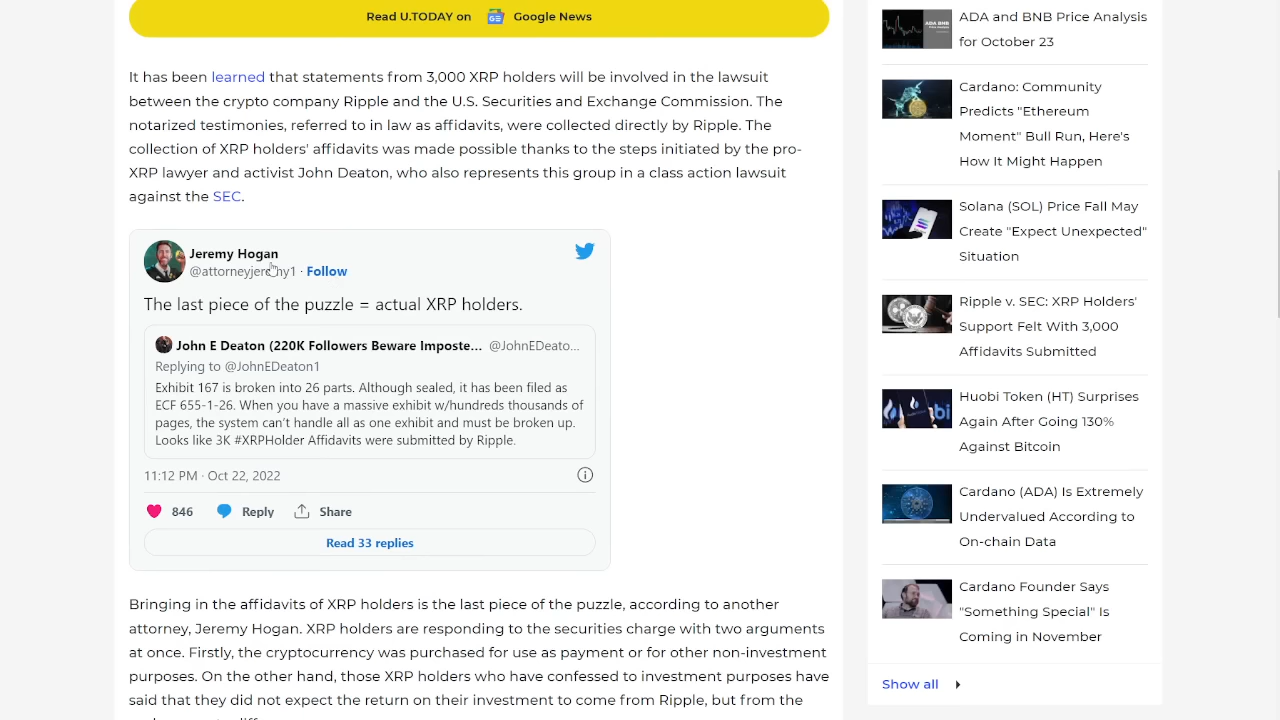 Read U.TODAY on Google News
It has been learned that statements from 3,000 XRP holders will be involved in the lawsuit
between the crypto company Ripple and the U.S. Securities and Exchange Commission. The
notarized testimonies, referred to in law as affidavits, were collected directly by Ripple. The
collection of XRP holders' affidavits was made possible thanks to the steps initiated by the pro-
XRP lawyer and activist John Deaton, who also represents this group in a class action lawsuit
against the SEC.
Jeremy Hogan
@attorneyjeremy1 · Follow
The last piece of the puzzle = actual XRP holders.
John E Deaton (220K Followers Beware Imposte... @JohnEDeato...
Replying to @JohnEDeaton1
Exhibit 167 is broken into 26 parts. Although sealed, it has been filed as
ECF 655-1-26. When you have a massive exhibit w/hundreds thousands of
pages, the system can't handle all as one exhibit and must be broken up.
Looks like 3K #XRPHolder Affidavits were submitted by Ripple.
11:12 PM · Oct 22, 2022
846 Reply Share
Read 33 replies
Bringing in the affidavits of XRP holders is the last piece of the puzzle, according to another
attorney, Jeremy Hogan. XRP holders are responding to the securities charge with two arguments
at once. Firstly, the cryptocurrency was purchased for use as payment or for other non-investment
purposes. On the other hand, those XRP holders who have confessed to investment purposes have
said that they did not expect the return on their investment to come from Ripple, but from the
ADA BNB
ADA and BNB Price Analysis
for October 23
Cardano: Community
Predicts "Ethereum
Moment" Bull Run, Here's
How It Might Happen
Solana (SOL) Price Fall May
Create "Expect Unexpected"
Situation
Ripple v. SEC: XRP Holders'
Support Felt With 3,000
Affidavits Submitted
Huobi Token (HT) Surprises
Again After Going 130%
Against Bitcoin
Cardano (ADA) Is Extremely
Undervalued According to
On-chain Data
Cardano Founder Says
"Something Special" Is
Coming in November
Show all